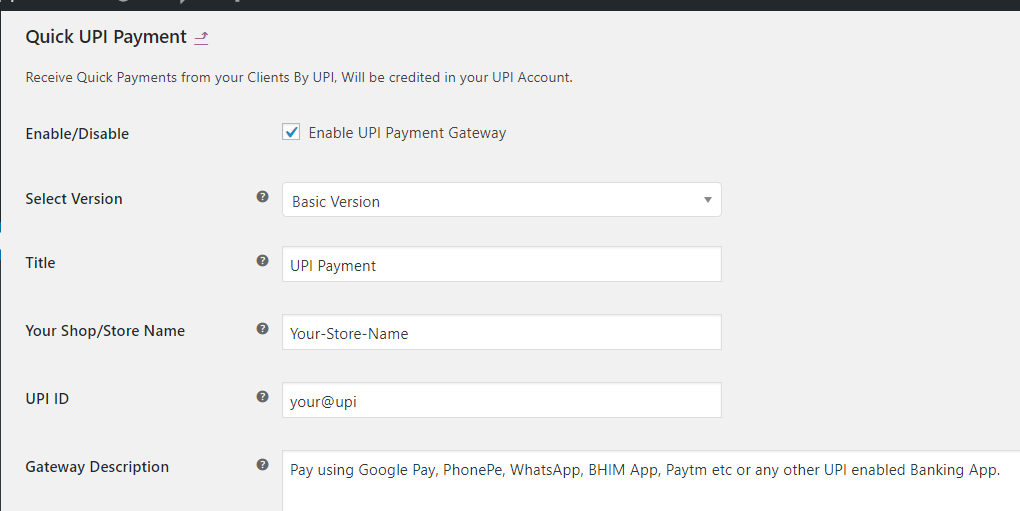 Quick UPI Payment
Receive Quick Payments from your Clients By UPI, Will be credited in your UPI Account.
Enable/Disable
Enable UPI Payment Gateway
Select Version
Basic Version
Title
UPI Payment
Your Shop/Store Name
Your-Store-Name
UPI ID
your@upi
Gateway Description
Pay using Google Pay, PhonePe, WhatsApp, BHIM App, Paytm etc or any other UPI enabled Banking App.